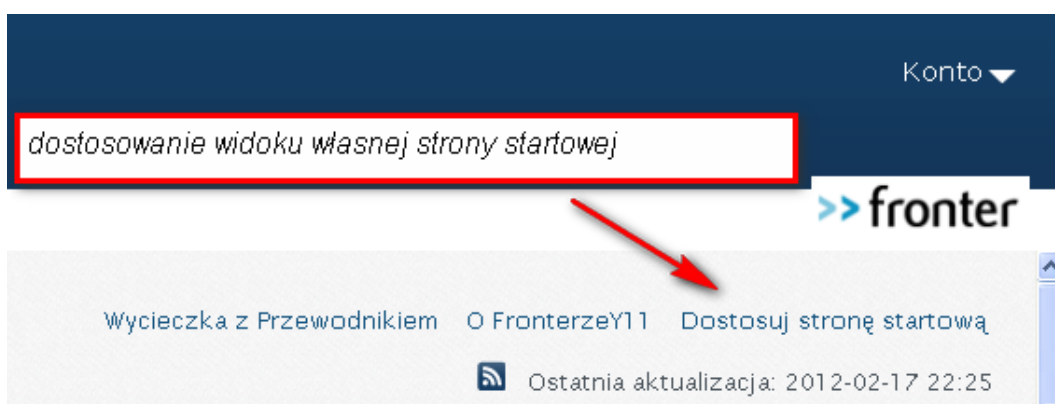 Konto
dostosowanie widoku własnej strony startowej
>> fronter
Wycieczka z Przewodnikiem O FronterzeY11 Dostosuj stronę startową
Ostatnia aktualizacja: 2012-02-17 22:25